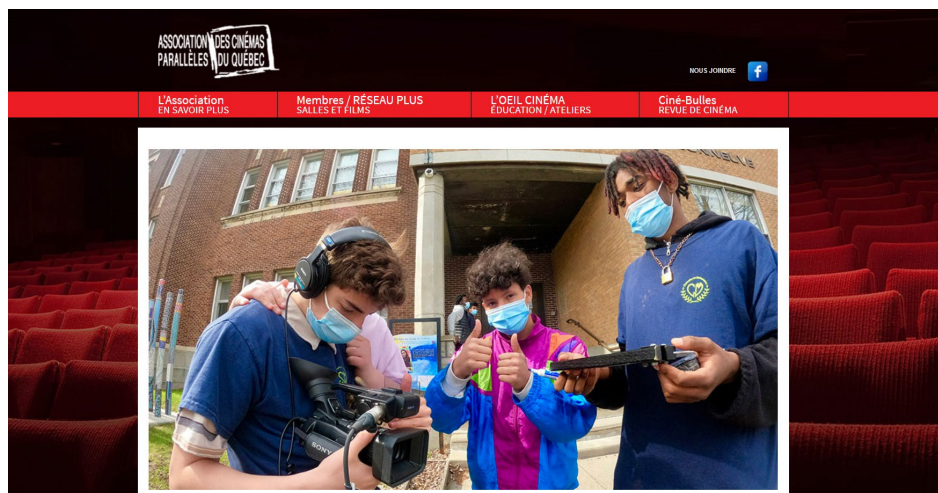 ASSOCIATION DES CINÉMAS
PARALLÈLES DU QUÉBEC
NOUS JOINDRE
f
L'Association
EN SAVOIR PLUS
Membres / RÉSEAU PLUS
SALLES ET FILMS
L'OEIL CINÉMA
ÉDUCATION / ATELIERS
Ciné-Bulles
REVUE DE CINÉMA
SONY